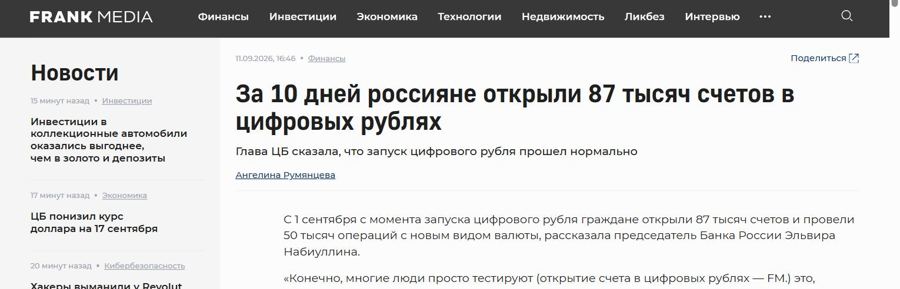 FRANK MEDIA
Финансы Инвестиции Экономика Технологии Недвижимость Ликбез Интервью •••
Новости
15 минут назад • Инвестиции
Инвестиции в
коллекционные автомобили
оказались выгоднее,
чем в золото и депозиты
17 минут назад • Экономика
ЦБ понизил курс
доллара на 17 сентября
20 минут назад • Кибербезопасность
Хакеры выманили у Revolut
11.09.2026, 16:46 • Финансы
Поделиться
За 10 дней россияне открыли 87 тысяч счетов в
цифровых рублях
Глава ЦБ сказала, что запуск цифрового рубля прошел нормально
Ангелина Румянцева
С 1 сентября с момента запуска цифрового рубля граждане открыли 87 тысяч счетов и провели
50 тысяч операций с новым видом валюты, рассказала председатель Банка России Эльвира
Набиуллина.
«Конечно, многие люди просто тестируют (открытие счета в цифровых рублях — FM.) это,